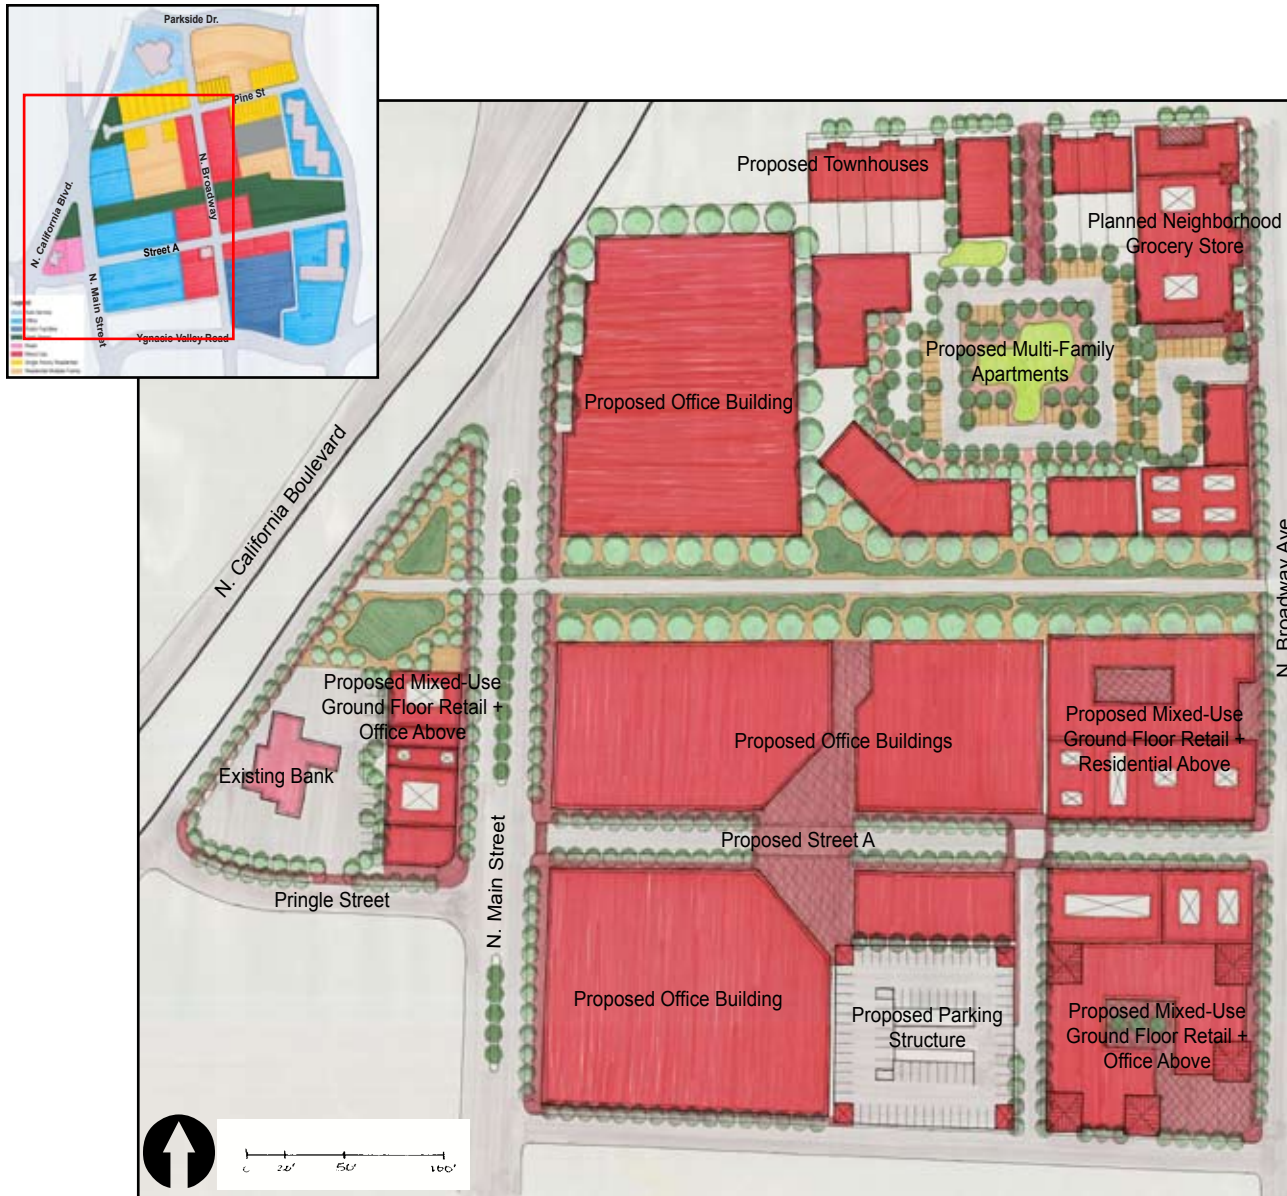 Parkside Dr.
Pine St
N. Broadway
N. California Blvd.
Street A
N. Main Street
Ygnacio Valley Road
Proposed Townhouses
Planned Neighborhood
Grocery Store
Proposed Multi-Family
Apartments
Proposed Office Building
N. California Boulevard
N. Broadway Ave
Proposed Mixed-Use
Ground Floor Retail +
Office Above
Existing Bank
Proposed Office Buildings
Proposed Mixed-Use
Ground Floor Retail +
Residential Above
Proposed Street A
Pringle Street
N. Main Street
Proposed Office Building
Proposed Parking
Structure
Proposed Mixed-Use
Ground Floor Retail +
Office Above
0 20' 50' 100'